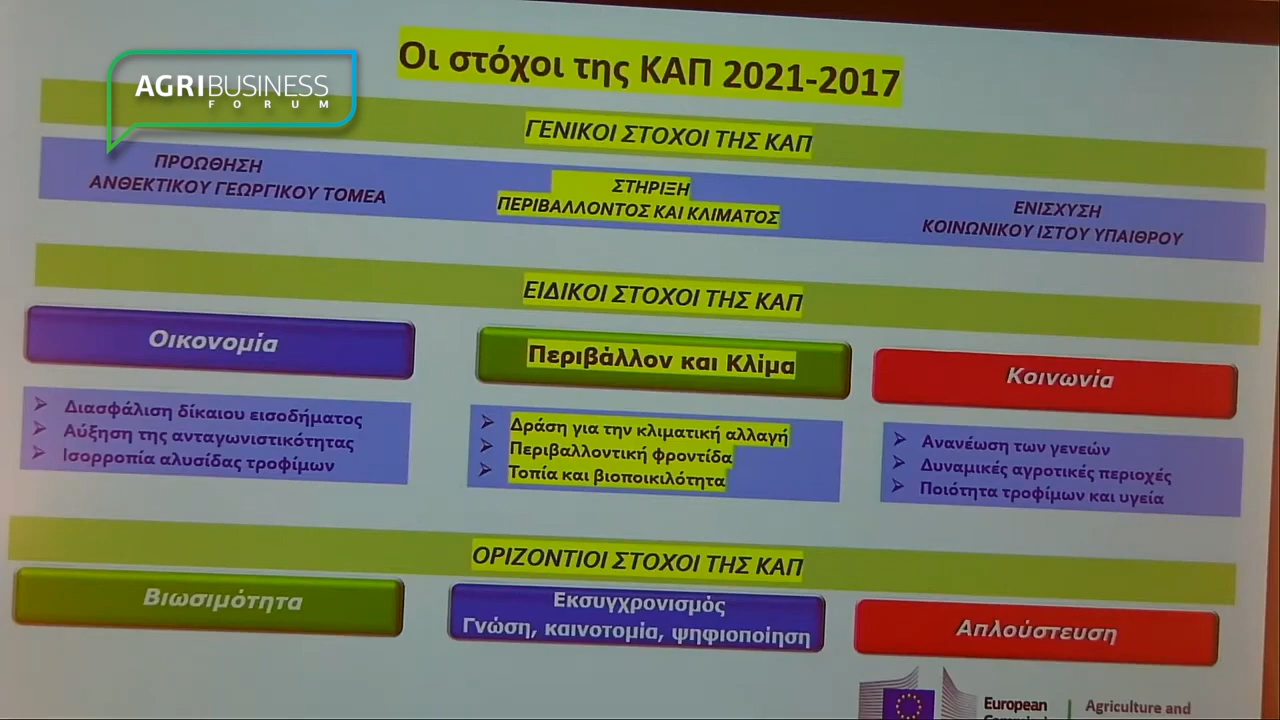 Οι στόχοι της ΚΑΠ 2021-2017
AGRIBUSINESS
FORUM
ΓΕΝΙΚΟΙ ΣΤΟΧΟΙ ΤΗΣ ΚΑΠ
ΠΡΟΩΘΗΣΗ
ΑΝΘΕΚΤΙΚΟΥ ΓΕΩΡΓΙΚΟΥ ΤΟΜΕΑ
ΣΤΗΡΙΞΗ
ΠΕΡΙΒΑΛΛΟΝΤΟΣ ΚΑΙ ΚΛΙΜΑΤΟΣ
ΕΝΙΣΧΥΣΗ
ΚΟΙΝΩΝΙΚΟΥ ΙΣΤΟΥ ΥΠΑΙΘΡΟΥ
ΕΙΔΙΚΟΙ ΣΤΟΧΟΙ ΤΗΣ ΚΑΠ
Οικονομία
➢ Διασφάλιση δίκαιου εισοδήματος
➢ Αύξηση της ανταγωνιστικότητας
➢ Ισορροπία αλυσίδας τροφίμων
Περιβάλλον και Κλίμα
➢ Δράση για την κλιματική αλλαγή
➢ Περιβαλλοντική φροντίδα
➢ Τοπία και βιοποικιλότητα
Κοινωνία
➢ Ανανέωση των γενεών
➢ Δυναμικές αγροτικές περιοχές
➢ Ποιότητα τροφίμων και υγεία
ΟΡΙΖΟΝΤΙΟΙ ΣΤΟΧΟΙ ΤΗΣ ΚΑΠ
Βιωσιμότητα
Εκσυγχρονισμός
Γνώση, καινοτομία, ψηφιοποίηση
Απλούστευση
European
Agriculture and